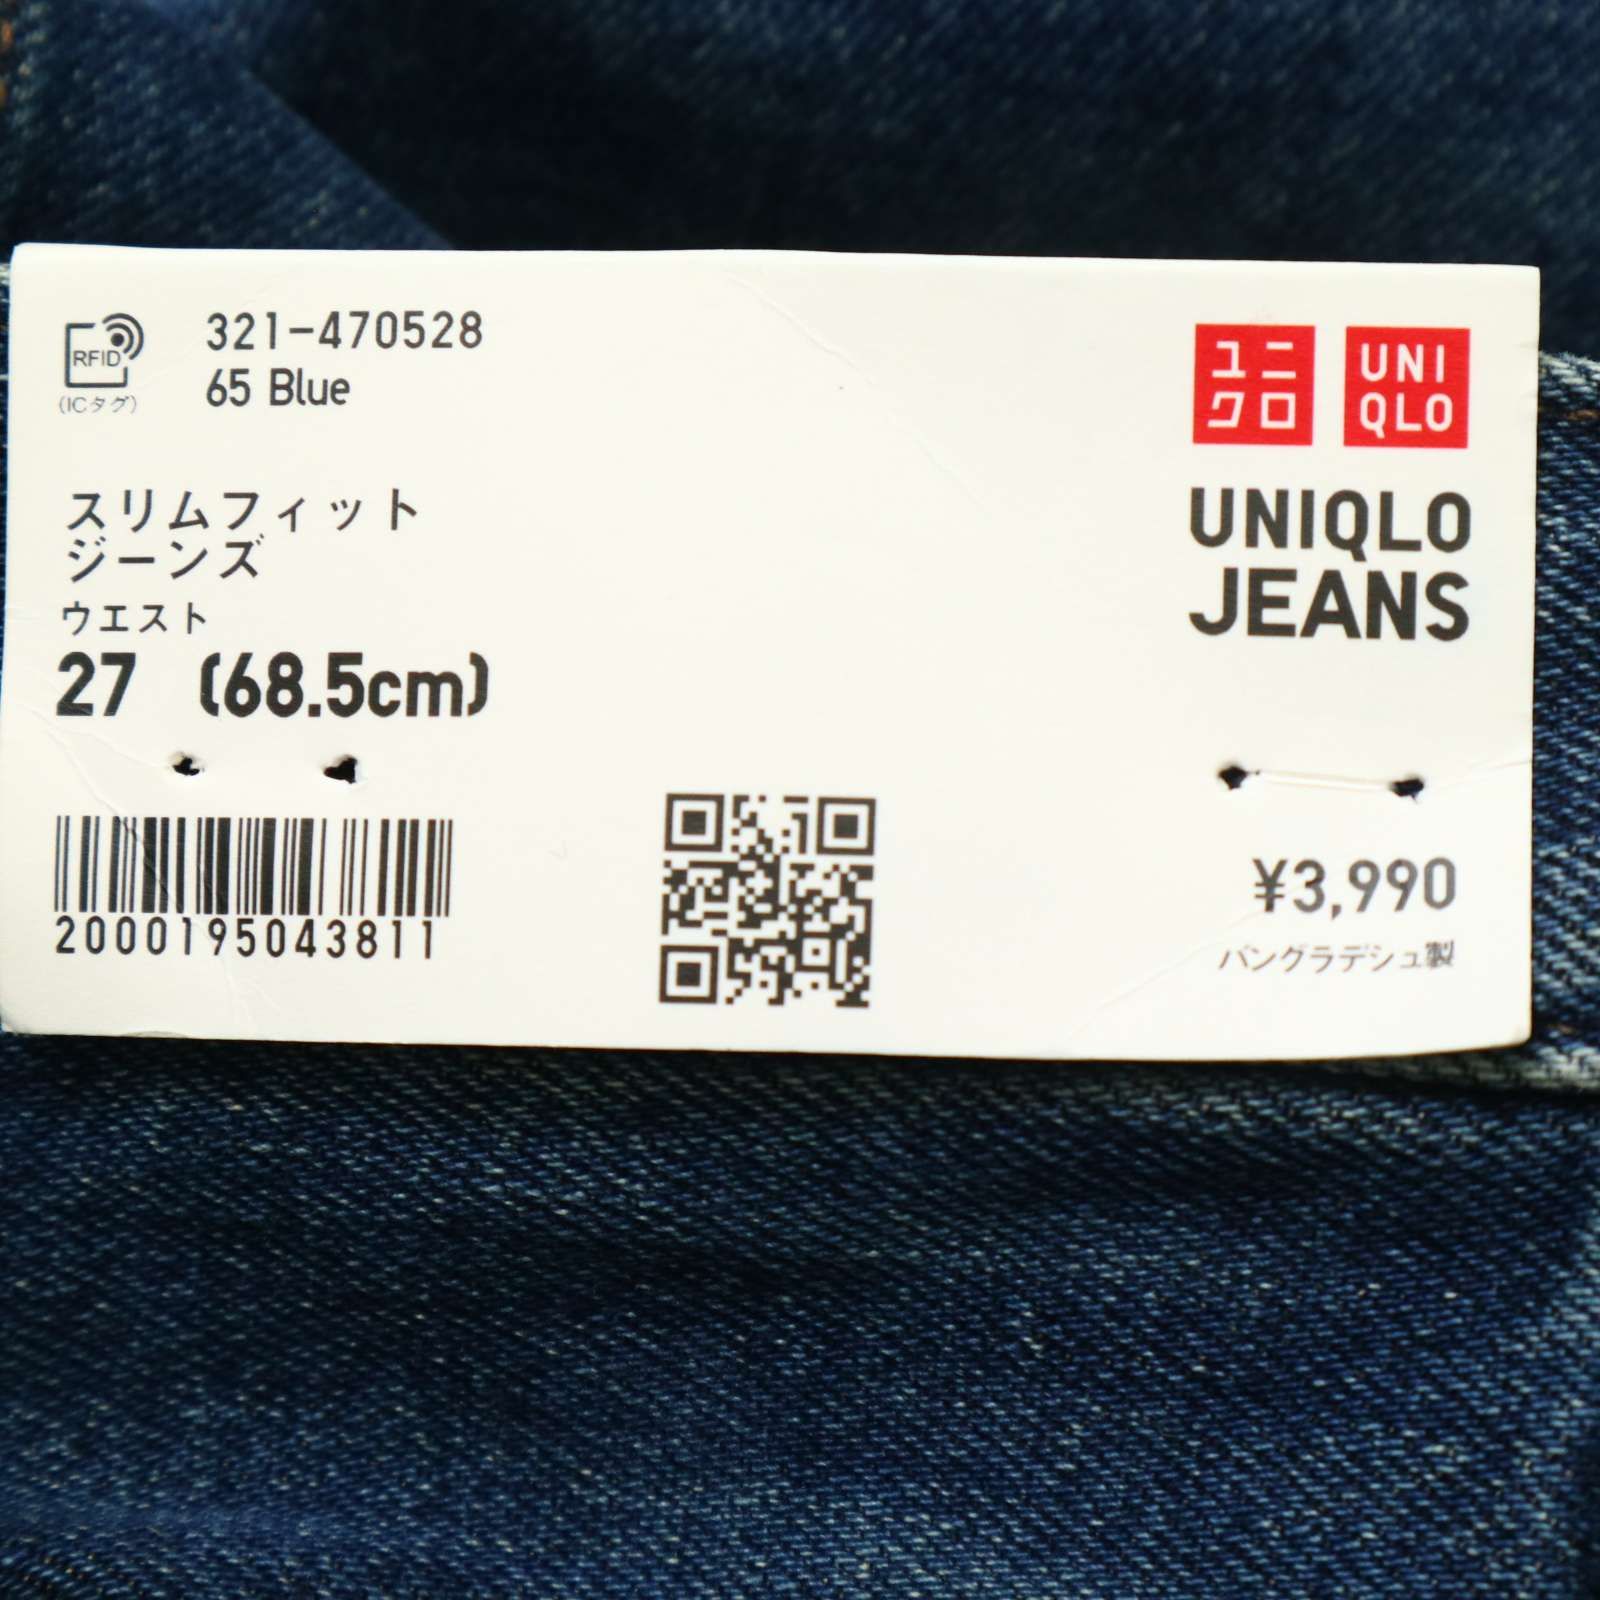 RFID
(ICタグ)
321-470528
65 Blue
スリムフィット
ジーンズ
ウエスト
27 (68.5cm)
2000195043811
ユニ
クロ
UNI
QLO
UNIQLO
JEANS
¥3,990
バングラデシュ製